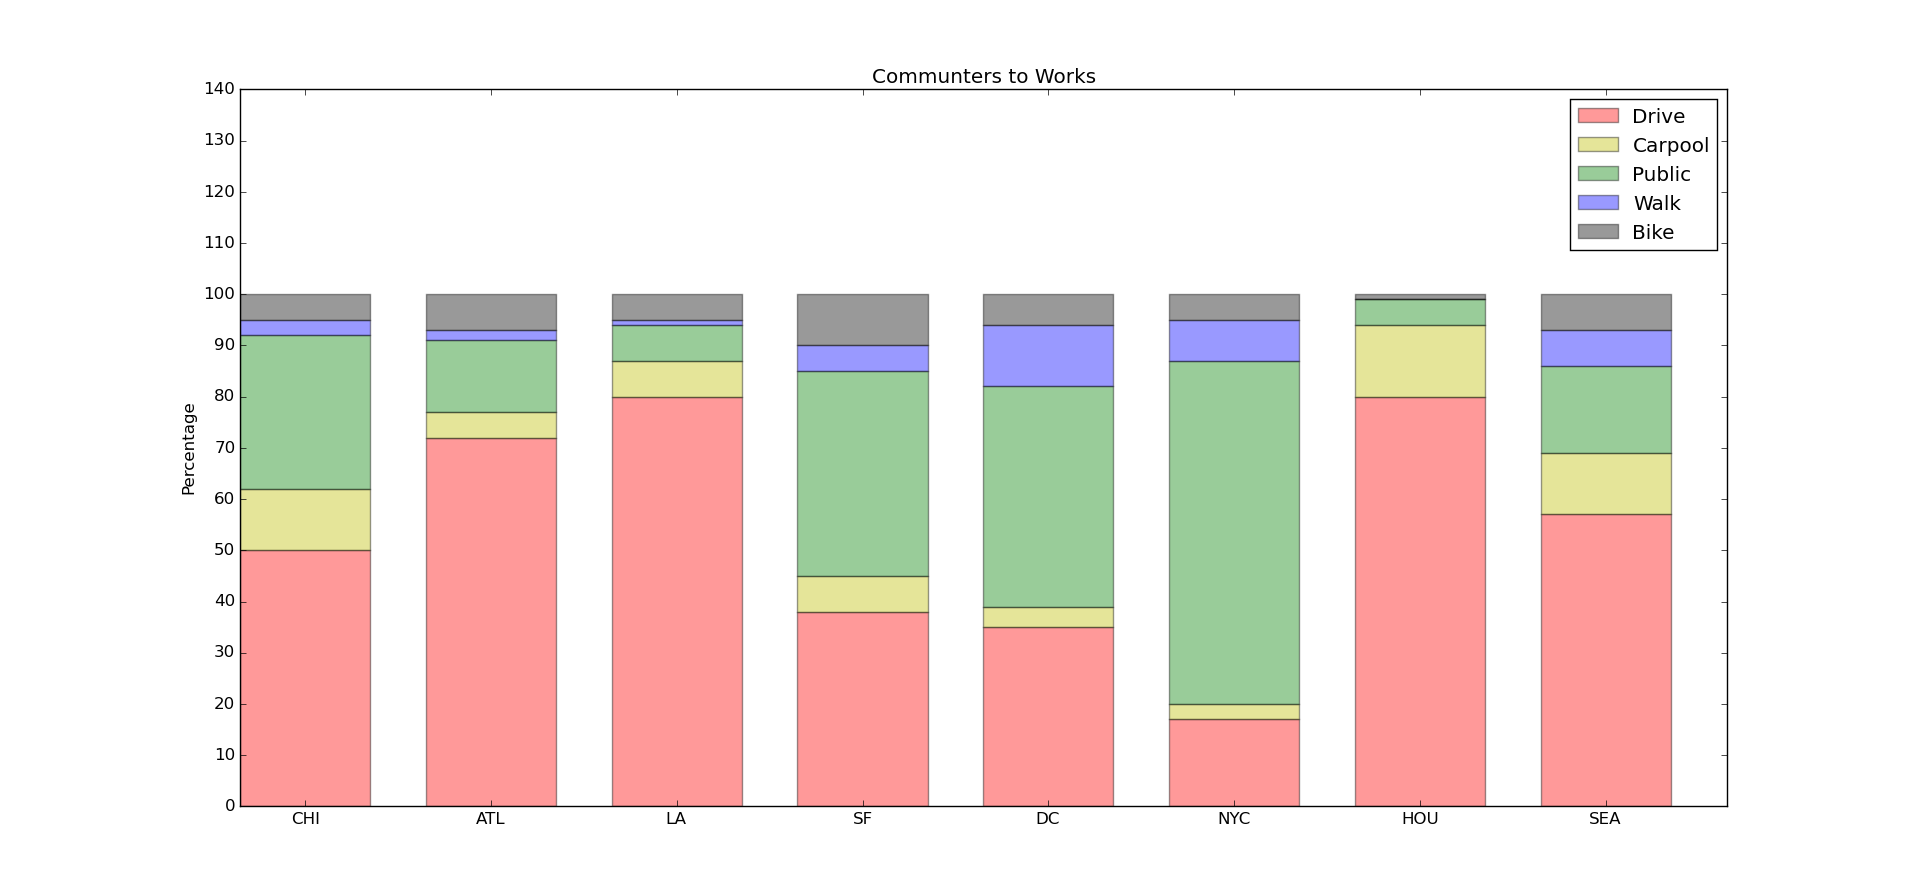 Communters to Works
140
130
120
110
100
90
80
70
60
50
40
30
20
10
0
Percentage
Drive
Carpool
Public
Walk
Bike
CHI ATL LA SF DC NYC HOU SEA